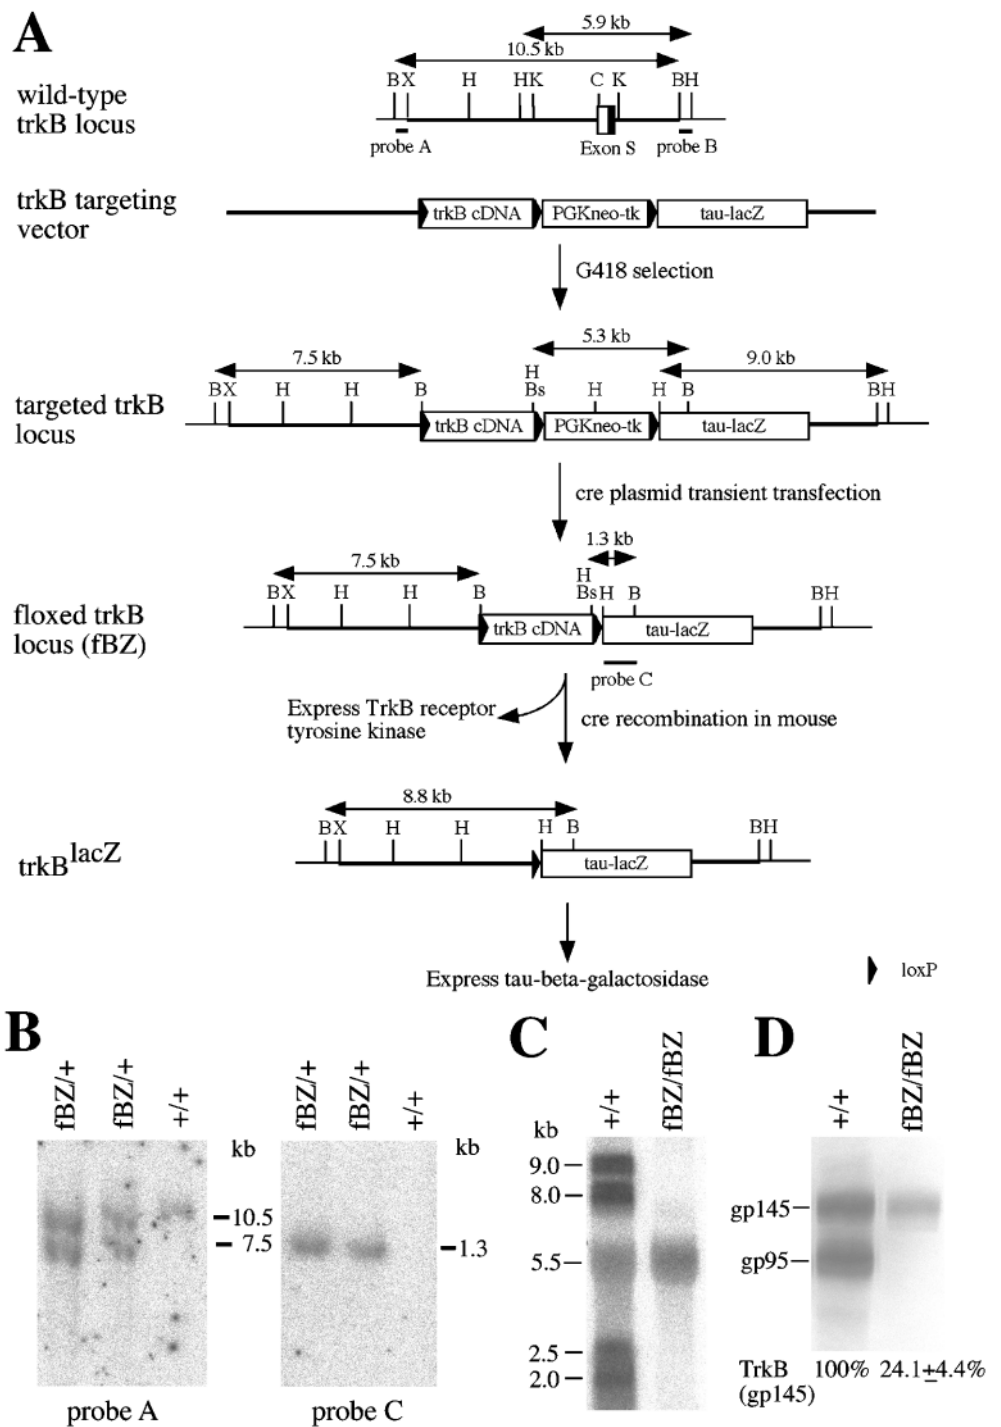 A
5.9 kb
10.5 kb
B X H H K C K B H
wild-type
trkB locus
probe A Exon S probe B
trkB targeting
vector
trkB cDNA PGKneo-tk tau-lacZ
G418 selection
5.3 kb
7.5 kb 9.0 kb
H
B X H H B Bs H H B B H
targeted trkB
locus
trkB cDNA PGKneo-tk tau-lacZ
cre plasmid transient transfection
1.3 kb
7.5 kb
H
B X H H B Bs H B B H
floxed trkB
locus (fBZ)
trkB cDNA tau-lacZ
probe C
Express TrkB receptor
tyrosine kinase
cre recombination in mouse
8.8 kb
B X H H H B B H
trkB lacZ
tau-lacZ
Express tau-beta-galactosidase
loxP
B
fBZ/+ fBZ/+ +/+
kb
10.5
7.5
probe A
fBZ/+ fBZ/+ +/+
kb
1.3
probe C
C
+/+ fBZ/fBZ
kb
9.0
8.0
5.5
2.5
2.0
D
+/+ fBZ/fBZ
gp145
gp95
TrkB 100% 24.1±4.4%
(gp145)